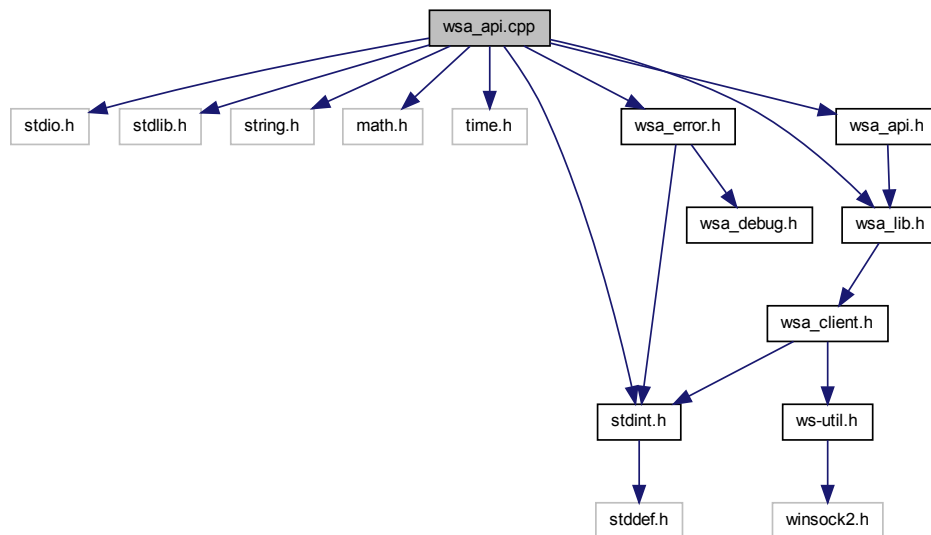 wsa_api.cpp
stdio.h
stdlib.h
string.h
math.h
time.h
wsa_error.h
wsa_api.h
wsa_debug.h
wsa_lib.h
wsa_client.h
stdint.h
ws-util.h
stddef.h
winsock2.h